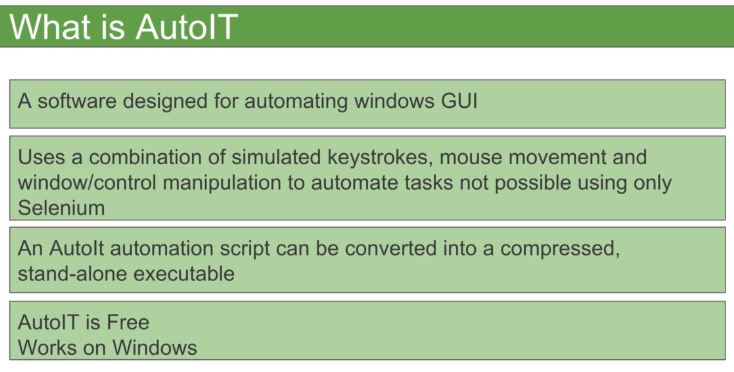 What is AutoIT
A software designed for automating windows GUI
Uses a combination of simulated keystrokes, mouse movement and
window/control manipulation to automate tasks not possible using only
Selenium
An AutoIt automation script can be converted into a compressed,
stand-alone executable
AutoIT is Free
Works on Windows